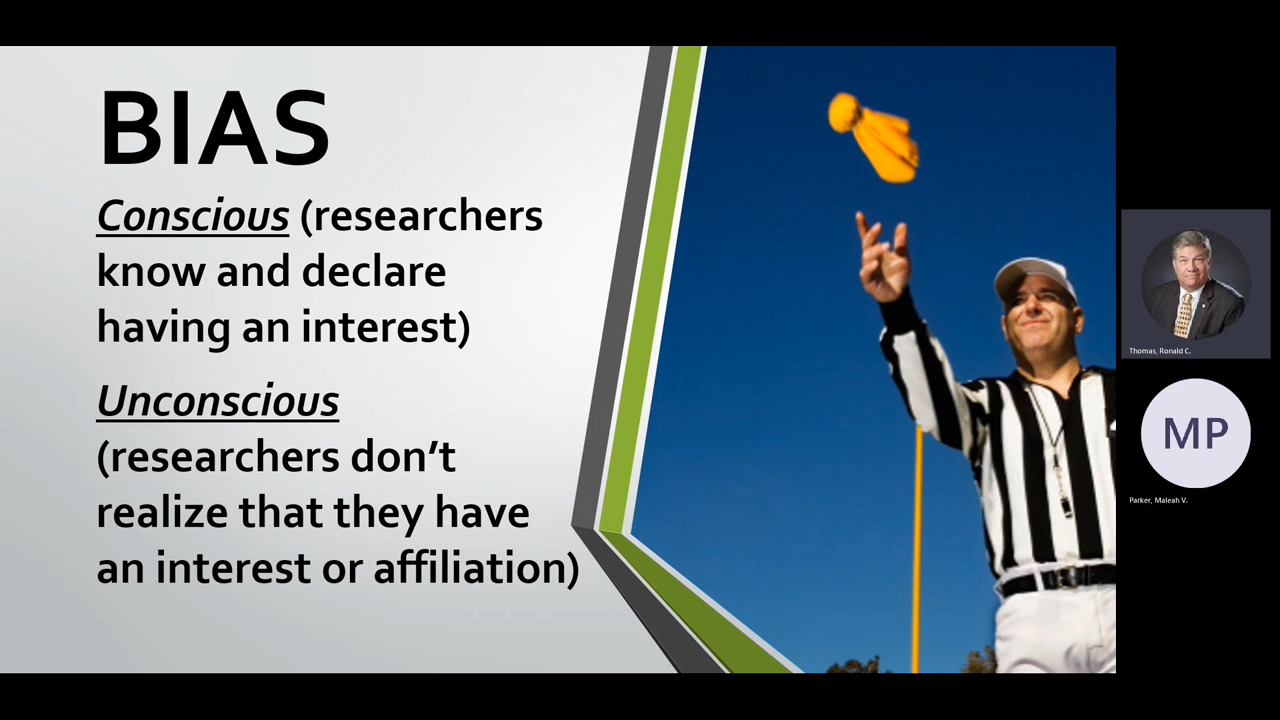 BIAS
Conscious (researchers
know and declare
having an interest)
Unconscious
(researchers don’t
realize that they have
an interest or affiliation)
Thomas, Ronald C.
MP
Parker, Maleah V.